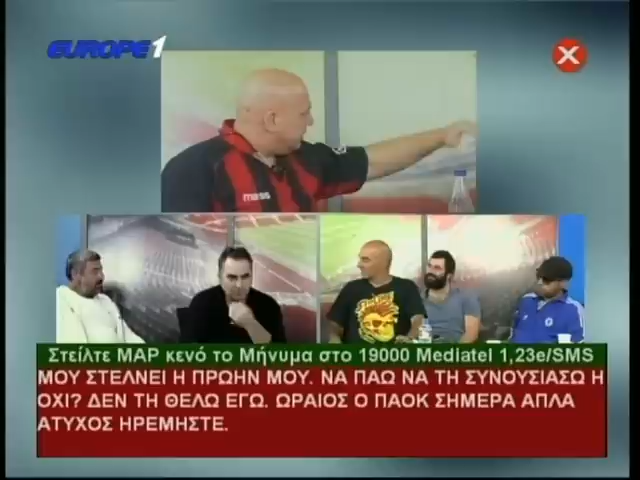 EUROPE1
X
macron
Στείλτε ΜΑΡ κενό το Μήνυμα στο 19000 Mediatel 1,23e/SMS
ΜΟΥ ΣΤΕΛΝΕΙ Η ΠΡΩΗΝ ΜΟΥ. ΝΑ ΠΑΩ ΝΑ ΤΗ ΣΥΝΟΥΣΙΑΣΩ Η
ΟΧΙ? ΔΕΝ ΤΗ ΘΕΛΩ ΕΓΩ. ΩΡΑΙΟΣ Ο ΠΑΟΚ ΣΗΜΕΡΑ ΑΠΛΑ
ΑΤΥΧΟΣ ΗΡΕΜΗΣΤΕ.